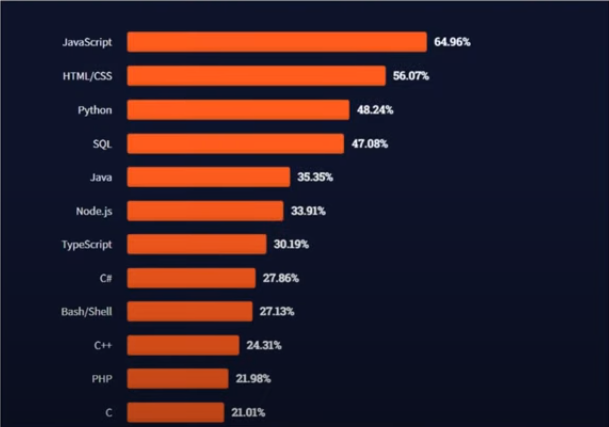 JavaScript 64.96%
HTML/CSS 56.07%
Python 48.24%
SQL 47.08%
Java 35.35%
Node.js 33.91%
TypeScript 30.19%
C# 27.86%
Bash/Shell 27.13%
C++ 24.31%
PHP 21.98%
C 21.01%